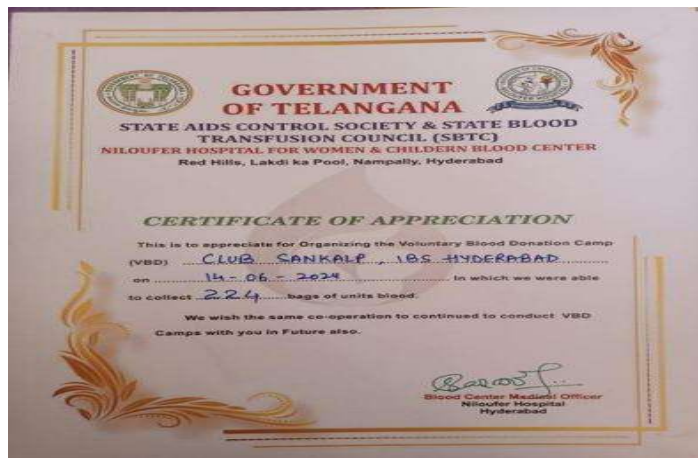 GOVERNMENT
OF TELANGANA
STATE AIDS CONTROL SOCIETY & STATE BLOOD
TRANSFUSION COUNCIL (SBTC)
NILOUFER HOSPITAL FOR WOMEN & CHILDERN BLOOD CENTER
Red Hills, Lakdi ka Pool, Nampally, Hyderabad
CERTIFICATE OF APPRECIATION
This is to appreciate for Organizing the Voluntary Blood Donation Camp
(VBD) CLUB SANKALP, IBS HYDERABAD
on 14-06-2024 In which we were able
to collect 224 bags of units blood.
We wish the same co-operation to continued to conduct VBD
Camps with you in Future also.
Blood Center Medical Officer
Niloufer Hospital
Hyderabad